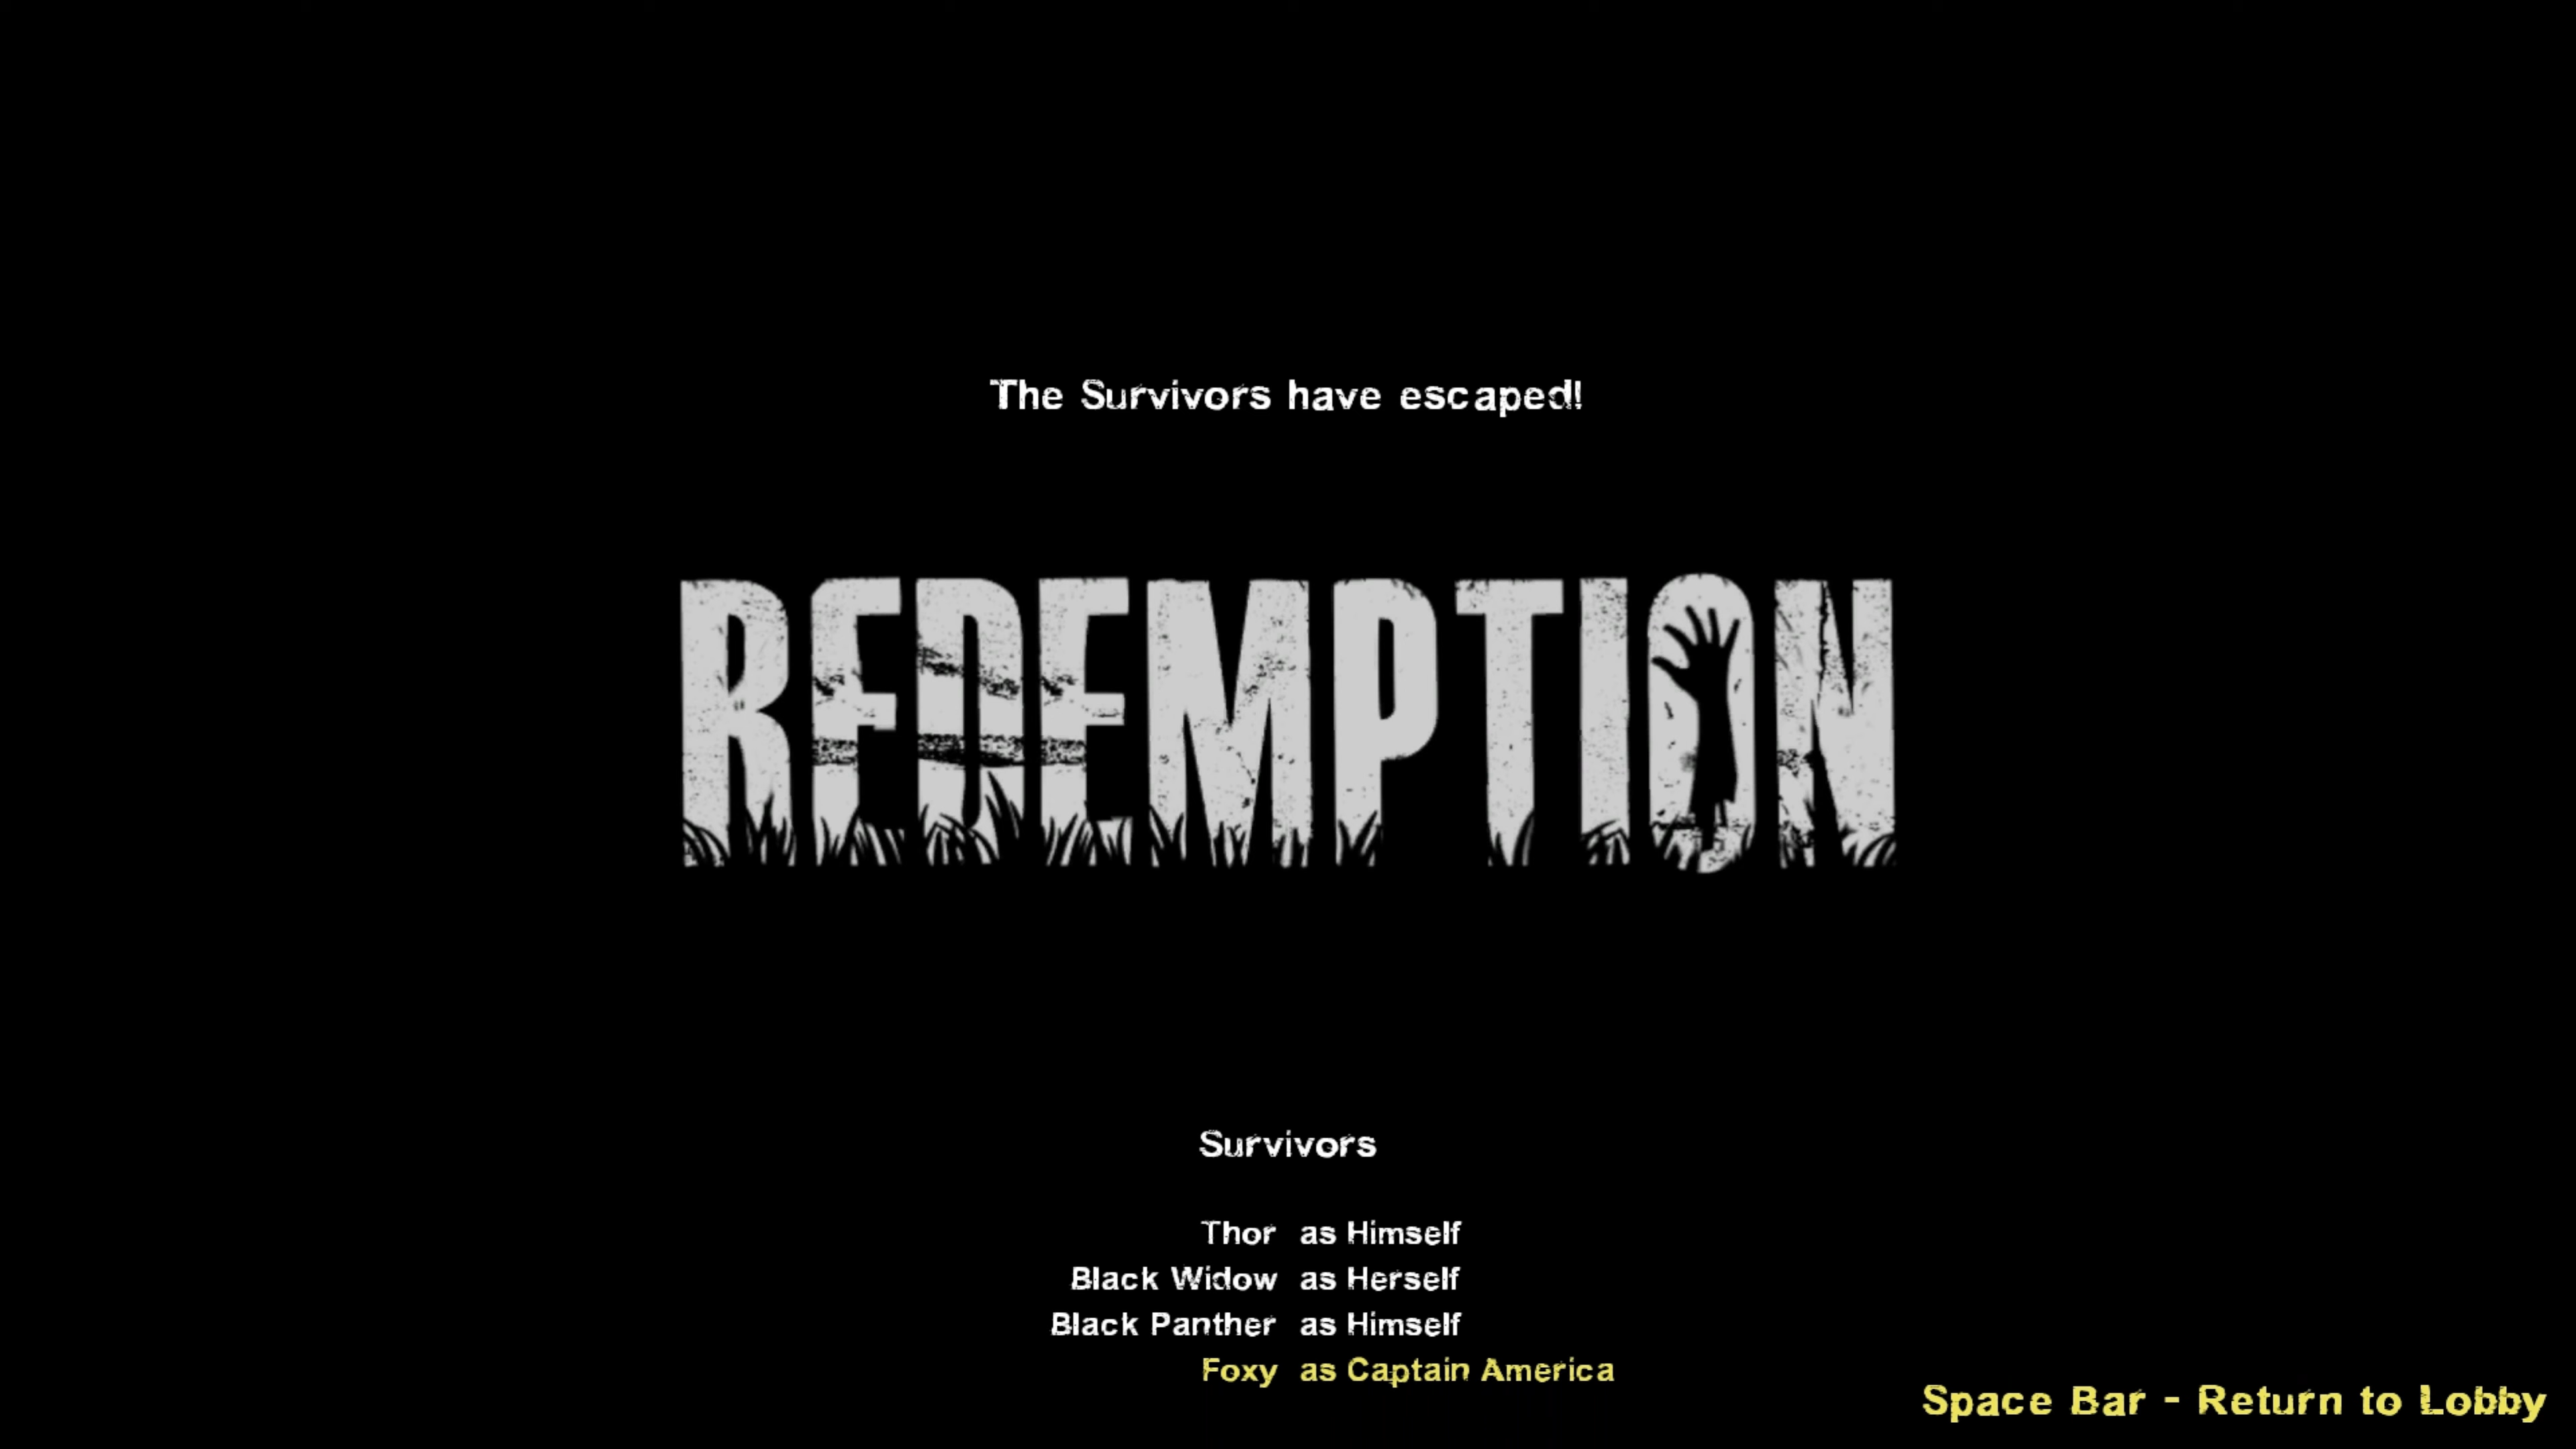 The Survivors have escaped!
REDEMPTION
Survivors
Thor as Himself
Black Widow as Herself
Black Panther as Himself
Foxy as Captain America
Space Bar - Return to Lobby